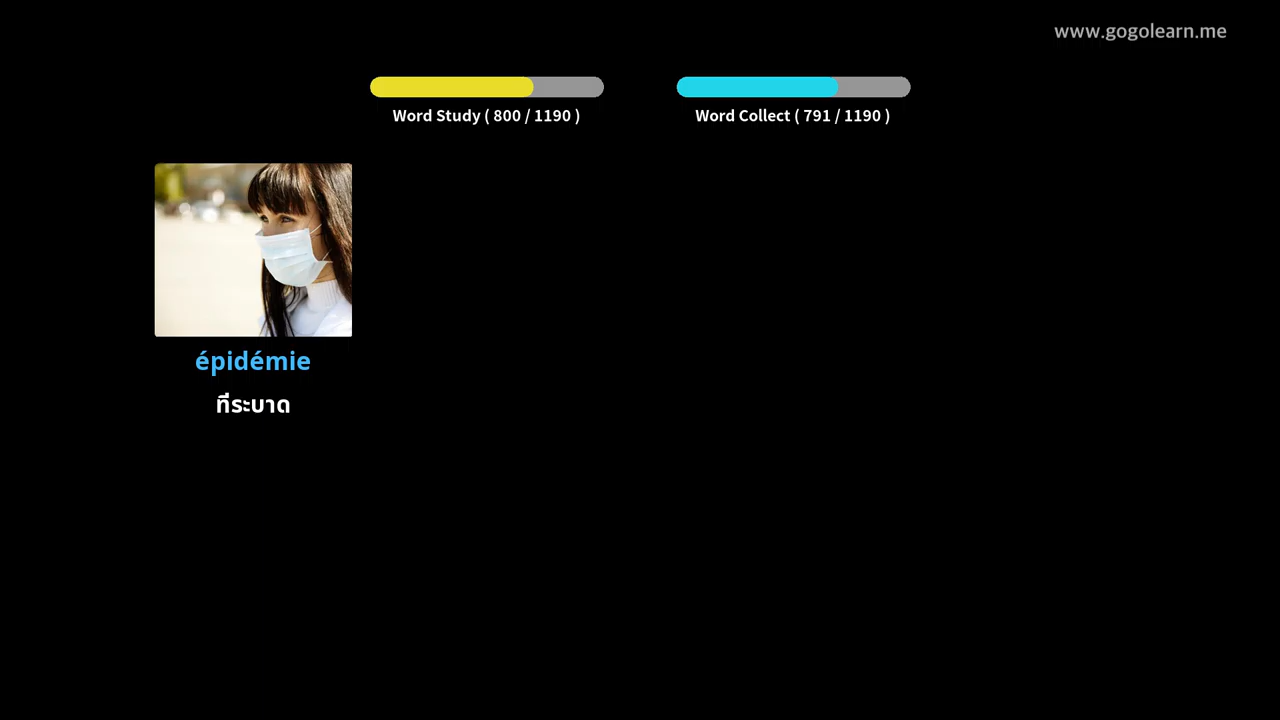 www.gogolearn.me
Word Study ( 800 / 1190 )
Word Collect ( 791 / 1190 )
épidémie
ที่ระบาด